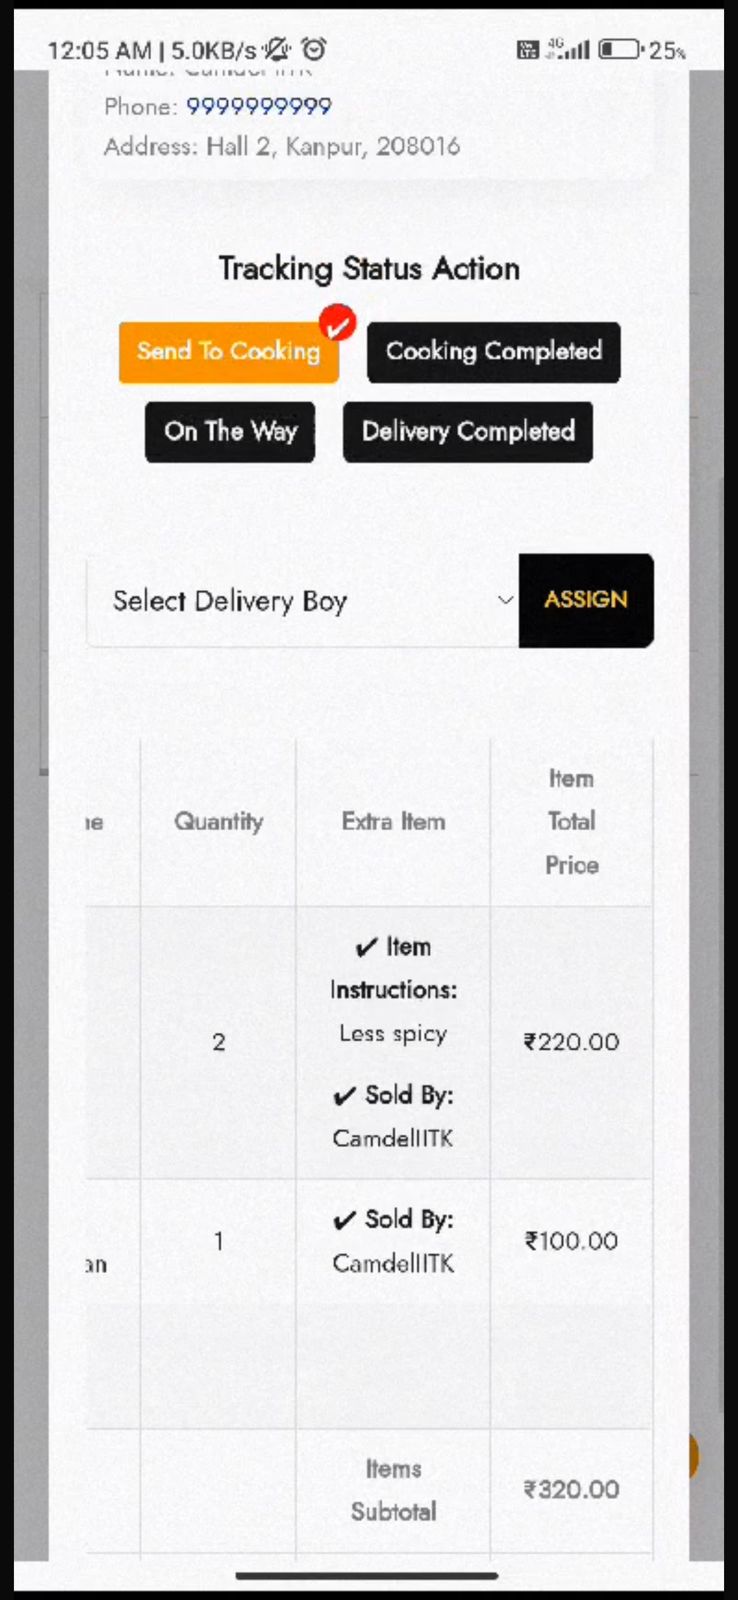 12:05 AM | 5.0KB/s 4G 25%
Phone: 9999999999
Address: Hall 2, Kanpur, 208016
Tracking Status Action
Send To Cooking
Cooking Completed
On The Way
Delivery Completed
Select Delivery Boy
ASSIGN
Quantity
Extra Item
Item
Total
Price
2
✔ Item
Instructions:
Less spicy
✔ Sold By:
CamdelIITK
₹220.00
an
1
✔ Sold By:
CamdelIITK
₹100.00
Items
Subtotal
₹320.00